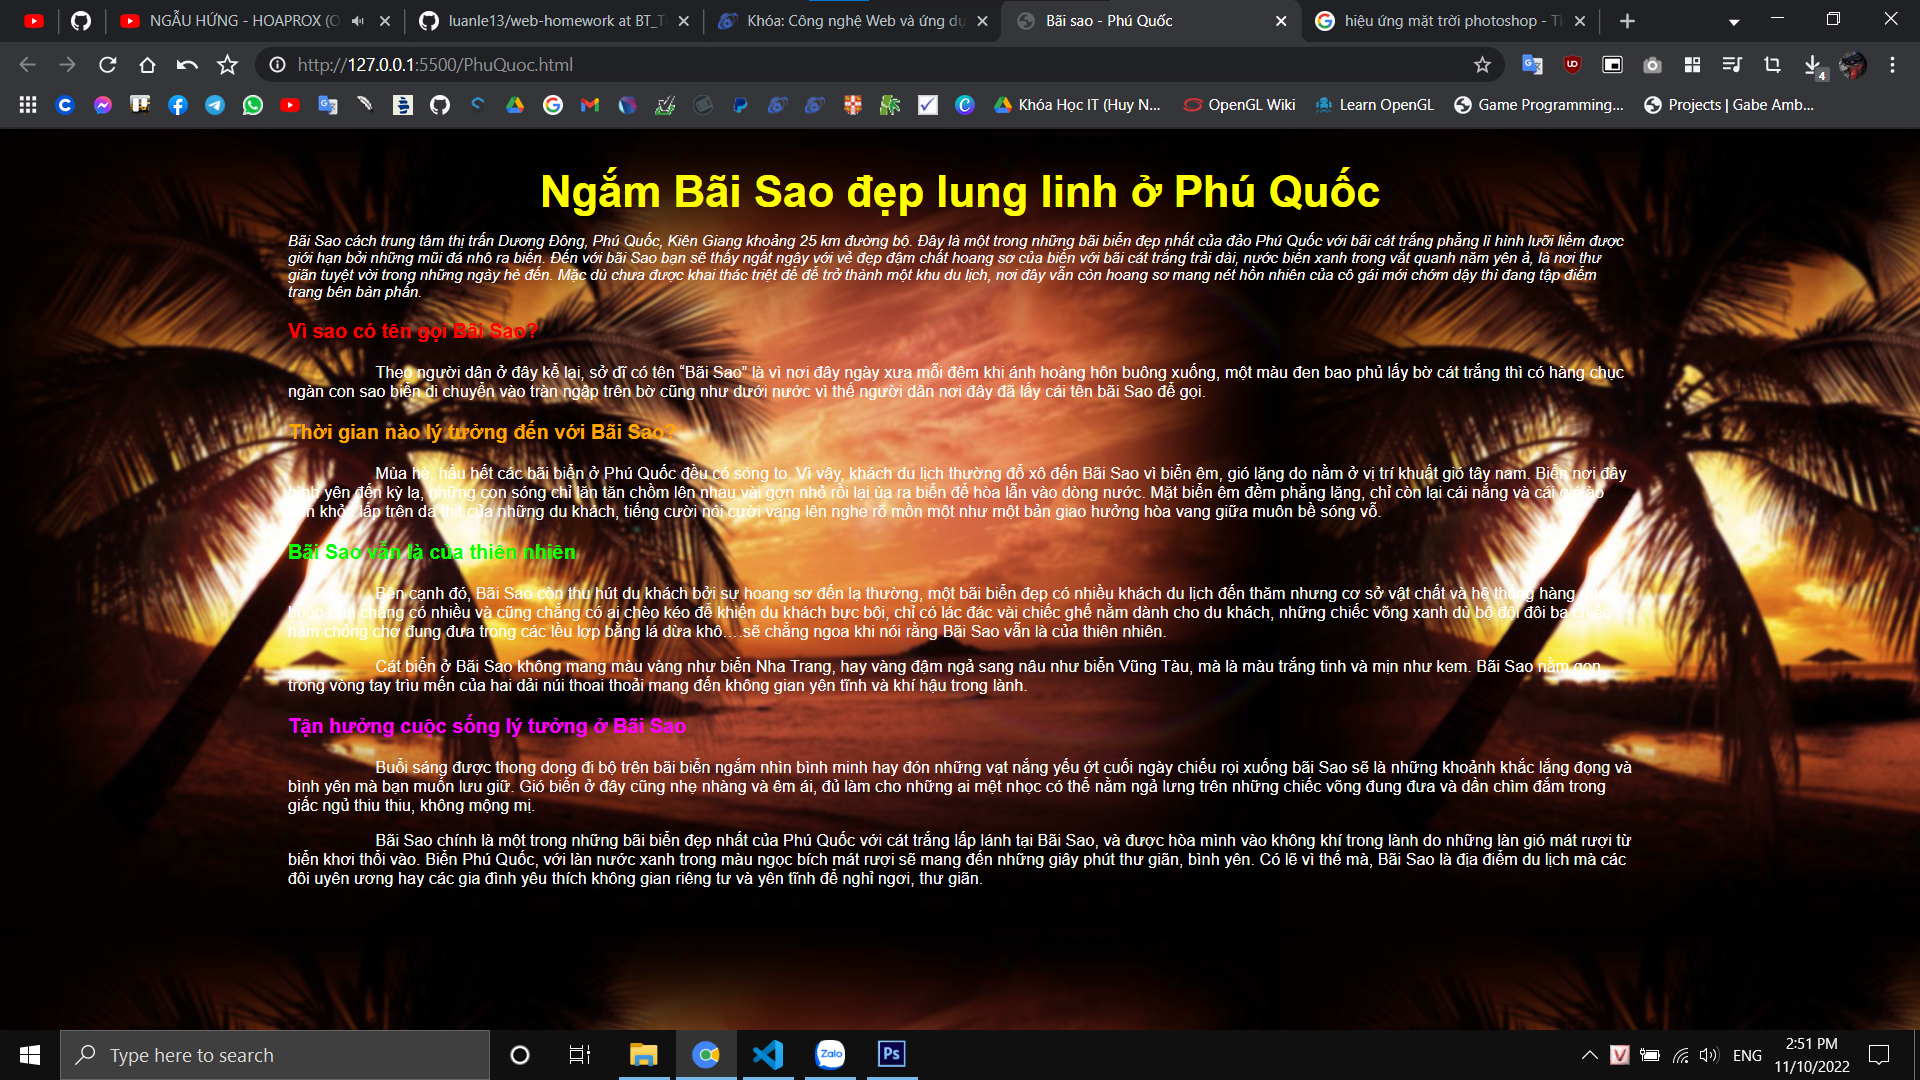 NGẪU HỨNG - HOAPROX (O
luanle13/web-homework at BT_T
Khóa: Công nghệ Web và ứng dụ
Bãi sao - Phú Quốc
hiệu ứng mặt trời photoshop - Tì
http://127.0.0.1:5500/PhuQuoc.html
4
Khóa Học IT (Huy N...
OpenGL Wiki
Learn OpenGL
Game Programming...
Projects | Gabe Amb...
Ngắm Bãi Sao đẹp lung linh ở Phú Quốc
Bãi Sao cách trung tâm thị trấn Dương Đông, Phú Quốc, Kiên Giang khoảng 25 km đường bộ. Đây là một trong những bãi biển đẹp nhất của đảo Phú Quốc với bãi cát trắng phẳng lì hình lưỡi liềm được
giới hạn bởi những mũi đá nhô ra biển. Đến với bãi Sao bạn sẽ thấy ngất ngây với vẻ đẹp đậm chất hoang sơ của biển với bãi cát trắng trải dài, nước biển xanh trong vắt quanh năm yên ả, là nơi thư
giãn tuyệt vời trong những ngày hè đến. Mặc dù chưa được khai thác triệt để để trở thành một khu du lịch, nơi đây vẫn còn hoang sơ mang nét hồn nhiên của cô gái mới chớm dậy thì đang tập điểm
trang bên bàn phấn.
Vì sao có tên gọi Bãi Sao?
Theo người dân ở đây kể lại, sở dĩ có tên “Bãi Sao” là vì nơi đây ngày xưa mỗi đêm khi ánh hoàng hôn buông xuống, một màu đen bao phủ lấy bờ cát trắng thì có hàng chục
ngàn con sao biển di chuyển vào tràn ngập trên bờ cũng như dưới nước vì thế người dân nơi đây đã lấy cái tên bãi Sao để gọi.
Thời gian nào lý tưởng đến với Bãi Sao?
Mùa hè, hầu hết các bãi biển ở Phú Quốc đều có sóng to. Vì vậy, khách du lịch thường đỗ xô đến Bãi Sao vì biển êm, gió lặng do nằm ở vị trí khuất gió tây nam. Biển nơi đây
bình yên đến kỳ lạ, những con sóng chỉ lăn tăn chồm lên nhau vài gợn nhỏ rồi lại ùa ra biển để hòa lẫn vào dòng nước. Mặt biển êm đềm phẳng lặng, chỉ còn lại cái nắng và cái gió ào
khỏa lấp trên da thịt của những du khách, tiếng cười nói cười vang lên nghe rõ mồn một như một bản giao hưởng hòa vang giữa muôn bề sóng vỗ.
Bãi Sao vẫn là của thiên nhiên
Bên cạnh đó, Bãi Sao còn thu hút du khách bởi sự hoang sơ đến lạ thường, một bãi biển đẹp có nhiều khách du lịch đến thăm nhưng cơ sở vật chất và hệ thống hàng quán
buôn bán chẳng có nhiều và cũng chẳng có ai chèo kéo để khiến du khách bực bội, chỉ có lác đác vài chiếc ghế nằm dành cho du khách, những chiếc võng xanh dù bộ đội đôi ba chiếc
nằm chỏng chơ đung đưa trong các lều lợp bằng lá dừa khô….sẽ chẳng ngoa khi nói rằng Bãi Sao vẫn là của thiên nhiên.
Cát biển ở Bãi Sao không mang màu vàng như biển Nha Trang, hay vàng đậm ngả sang nâu như biển Vũng Tàu, mà là màu trắng tinh và mịn như kem. Bãi Sao nằm gọn
trong vòng tay trìu mến của hai dải núi thoai thoải mang đến không gian yên tĩnh và khí hậu trong lành.
Tận hưởng cuộc sống lý tưởng ở Bãi Sao
Buổi sáng được thong dong đi bộ trên bãi biển ngắm nhìn bình minh hay đón những vạt nắng yếu ớt cuối ngày chiếu rọi xuống bãi Sao sẽ là những khoảnh khắc lắng đọng và
bình yên mà bạn muốn lưu giữ. Gió biển ở đây cũng nhẹ nhàng và êm ái, đủ làm cho những ai mệt nhọc có thể nằm ngả lưng trên những chiếc võng đung đưa và dần chìm đắm trong
giấc ngủ thiu thiu, không mộng mị.
Bãi Sao chính là một trong những bãi biển đẹp nhất của Phú Quốc với cát trắng lấp lánh tại Bãi Sao, và được hòa mình vào không khí trong lành do những làn gió mát rượi từ
biển khơi thổi vào. Biển Phú Quốc, với làn nước xanh trong màu ngọc bích mát rượi sẽ mang đến những giây phút thư giãn, bình yên. Có lẽ vì thế mà, Bãi Sao là địa điểm du lịch mà các
đôi uyên ương hay các gia đình yêu thích không gian riêng tư và yên tĩnh để nghỉ ngơi, thư giãn.
Type here to search
Zalo
Ps
ENG
2:51 PM
11/10/2022